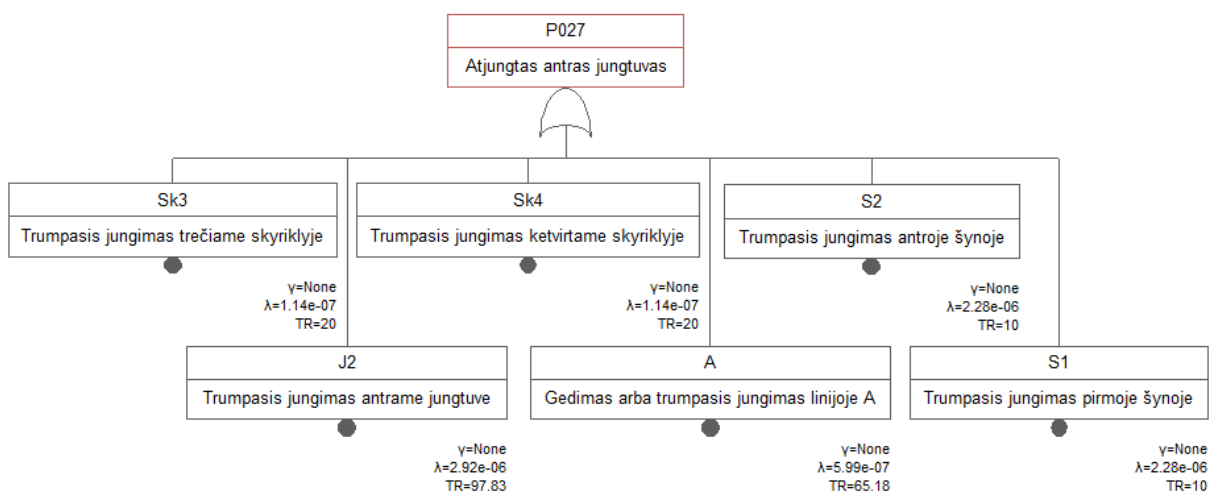 P027
Atjungtas antras jungtuvas
Sk3
Trumpasis jungimas trečiame skyriklyje
γ=None
λ=1.14e-07
TR=20
Sk4
Trumpasis jungimas ketvirtame skyriklyje
γ=None
λ=1.14e-07
TR=20
S2
Trumpasis jungimas antroje šynoje
γ=None
λ=2.28e-06
TR=10
J2
Trumpasis jungimas antrame jungtuve
γ=None
λ=2.92e-06
TR=97.83
A
Gedimas arba trumpasis jungimas linijoje A
γ=None
λ=5.99e-07
TR=65.18
S1
Trumpasis jungimas pirmoje šynoje
γ=None
λ=2.28e-06
TR=10